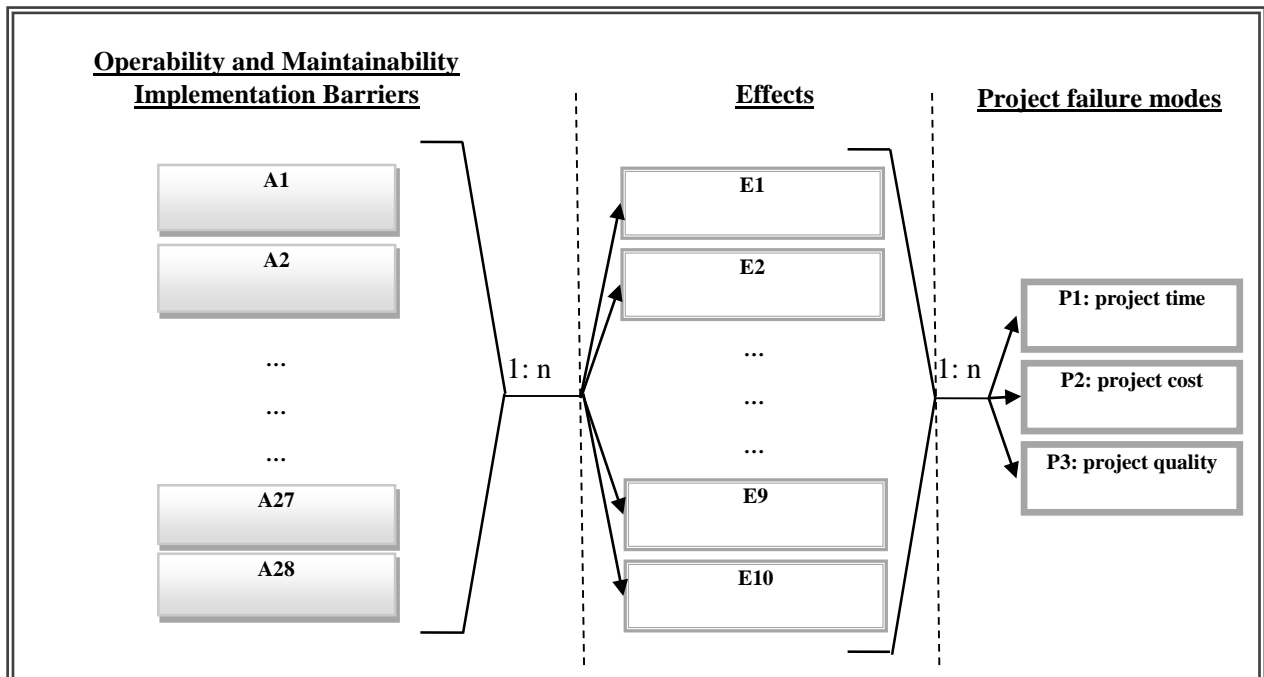 Operability and Maintainability
Implementation Barriers
A1
A2
...
...
...
A27
A28
1: n
Effects
E1
E2
...
...
...
E9
E10
1: n
Project failure modes
P1: project time
P2: project cost
P3: project quality